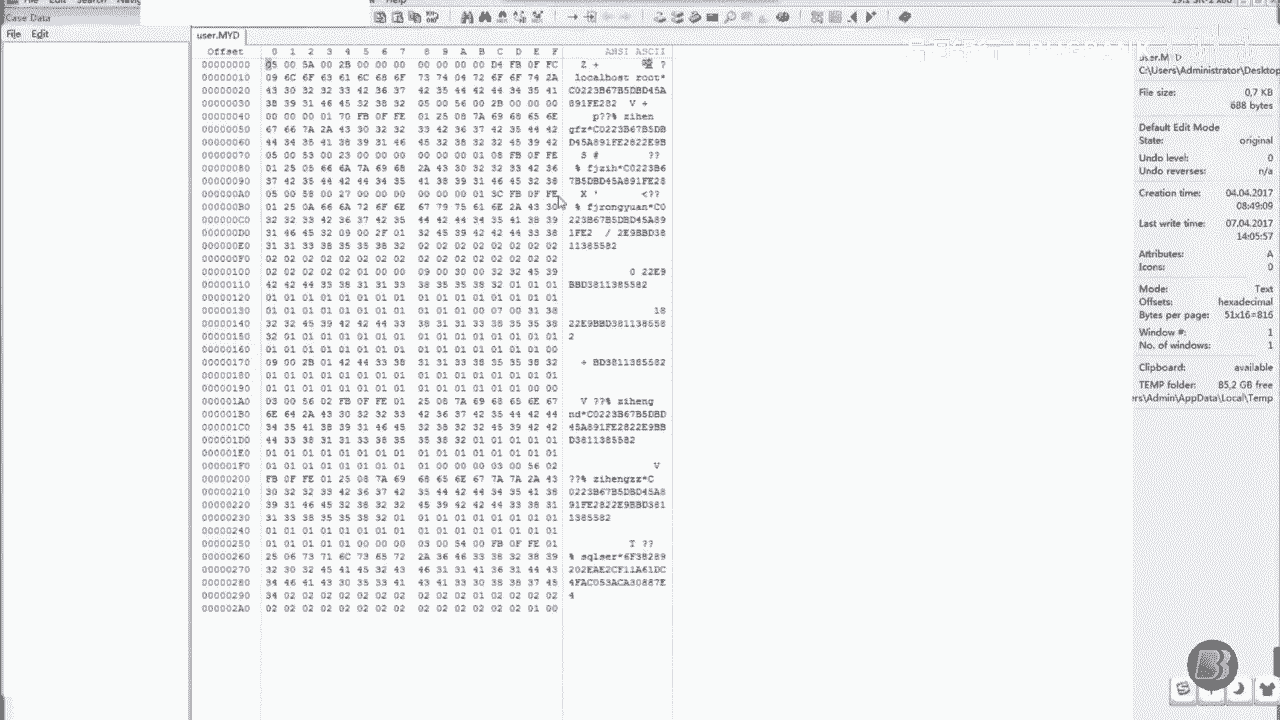 Case Data
File Edit
user.MYD
Offset 0 1 2 3 4 5 6 7 8 9 A B C D E F ANSI ASCII
00000000 05 00 5A 00 2B 00 00 00 00 00 00 00 D4 FB 0F FC Z +
00000010 09 6C 6F 63 61 6C 68 6F 73 74 04 72 6F 6F 74 2A localhost root*
00000020 43 30 32 32 33 42 36 37 42 35 44 42 44 34 35 41 C0223B67B5DBD45A
00000030 38 39 31 46 45 32 38 32 05 00 56 00 2B 00 00 00 891FE282 V +
00000040 00 00 00 01 70 FB 0F FE 01 25 08 7A 69 68 65 6E p??% zihen
00000050 67 66 7A 2A 43 30 32 32 33 42 36 37 42 35 44 42 gfz*C0223B67B5DB
00000060 44 34 35 41 38 39 31 46 45 32 38 32 32 45 39 42 D45A891FE2822E9B
00000070 05 00 53 00 23 00 00 00 00 00 00 01 08 FB 0F FE S # ??
00000080 01 25 05 66 6A 7A 69 68 2A 43 30 32 32 33 42 36 % fjzih*C0223B6
00000090 37 42 35 44 42 44 34 35 41 38 39 31 46 45 32 38 7B5DBD45A891FE28
000000A0 05 00 58 00 27 00 00 00 00 00 00 01 3C FB 0F FE X ' <??
000000B0 01 25 0A 66 6A 72 6F 6E 67 79 75 61 6E 2A 43 30 % fjrongyuan*C0
000000C0 32 32 33 42 36 37 42 35 44 42 44 34 35 41 38 39 223B67B5DBD45A89
000000D0 31 46 45 32 09 00 2F 01 32 45 39 42 42 44 33 38 1FE2 / 2E9BBD38
000000E0 31 31 33 38 35 35 38 32 02 02 02 02 02 02 02 02 11385582
000000F0 02 02 02 02 02 02 02 02 02 02 02 02 02 02 02 02
00000100 02 02 02 02 01 00 00 09 00 30 00 32 32 45 39 0 22E9
00000110 42 42 44 33 38 31 31 33 38 35 35 38 32 01 01 01 BBD3811385582
00000120 01 01 01 01 01 01 01 01 01 01 01 01 01 01 01 01
00000130 01 01 01 01 01 01 01 01 01 01 01 00 07 00 31 38 18
00000140 32 32 45 39 42 42 44 33 38 31 31 33 38 35 35 38 22E9BBD381138558
00000150 32 01 01 01 01 01 01 01 01 01 01 01 01 01 01 01 2
00000160 01 01 01 01 01 01 01 01 01 01 01 01 01 01 01 00
00000170 09 00 2B 01 42 44 33 38 31 31 33 38 35 35 38 32 + BD3811385582
00000180 01 01 01 01 01 01 01 01 01 01 01 01 01 01 01 01
00000190 01 01 01 01 01 01 01 01 01 01 01 01 01 01 00 00
000001A0 03 00 56 02 FB 0F FE 01 25 08 7A 69 68 65 6E 67 V ??% ziheng
000001B0 6E 64 2A 43 30 32 32 33 42 36 37 42 35 44 42 44 nd*C0223B67B5DBD
000001C0 34 35 41 38 39 31 46 45 32 38 32 32 45 39 42 42 45A891FE2822E9BB
000001D0 44 33 38 31 31 33 38 35 35 38 32 01 01 01 01 01 D3811385582
000001E0 01 01 01 01 01 01 01 01 01 01 01 01 01 01 01 01
000001F0 01 01 01 01 01 01 01 01 01 00 00 00 03 00 56 02 V
00000200 FB 0F FE 01 25 08 7A 69 68 65 6E 67 7A 7A 2A 43 ??% zihengzz*C
00000210 30 32 32 33 42 36 37 42 35 44 42 44 34 35 41 38 0223B67B5DBD45A8
00000220 39 31 46 45 32 38 32 32 45 39 42 42 44 33 38 31 91FE2822E9BBD381
00000230 31 33 38 35 35 38 32 01 01 01 01 01 01 01 01 01 1385582
00000240 01 01 01 01 01 01 01 01 01 01 01 01 01 01 01 01
00000250 01 01 01 01 01 00 00 00 03 00 54 00 FB 0F FE 01 T ??
00000260 25 06 73 71 6C 73 65 72 2A 36 46 33 38 32 38 39 % sqlser*6F38289
00000270 32 30 32 45 41 45 32 43 46 31 31 41 36 31 44 43 202EAE2CF11A61DC
00000280 34 46 41 43 30 35 33 41 43 41 33 30 38 38 37 45 4FAC053ACA30887E
00000290 34 02 02 02 02 02 02 02 02 02 02 01 02 02 02 02 4
000002A0 02 02 02 02 02 02 02 02 02 02 02 02 02 02 01 00
C:\Users\Administrator\Desktop
File size: 0,7 KB
688 bytes
Default Edit Mode
State: original
Undo level: 0
Undo reverses: n/a
Creation time: 04.04.2017
08:49:09
Last write time: 07.04.2017
14:05:57
Attributes: A
Icons: 0
Mode: Text
Offsets: hexadecimal
Bytes per page: 51x16=816
Window #: 1
No. of windows: 1
Clipboard: available
TEMP folder: 85,2 GB free
rs\Admin\AppData\Local\Temp